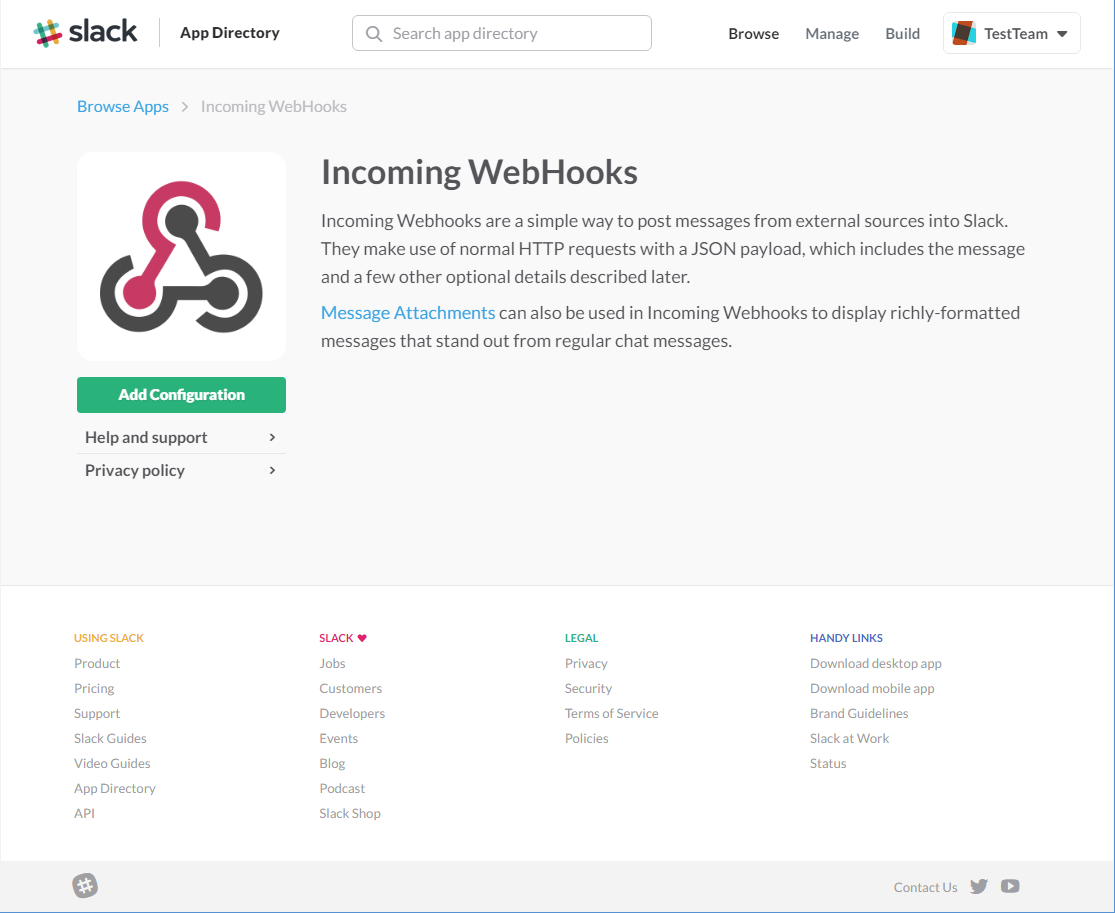 slack App Directory Search app directory Browse Manage Build TestTeam
Browse Apps > Incoming WebHooks
Incoming WebHooks
Incoming Webhooks are a simple way to post messages from external sources into Slack.
They make use of normal HTTP requests with a JSON payload, which includes the message
and a few other optional details described later.
Message Attachments can also be used in Incoming Webhooks to display richly-formatted
messages that stand out from regular chat messages.
Add Configuration
Help and support >
Privacy policy >
USING SLACK
Product
Pricing
Support
Slack Guides
Video Guides
App Directory
API
SLACK ♥
Jobs
Customers
Developers
Events
Blog
Podcast
Slack Shop
LEGAL
Privacy
Security
Terms of Service
Policies
HANDY LINKS
Download desktop app
Download mobile app
Brand Guidelines
Slack at Work
Status
Contact Us